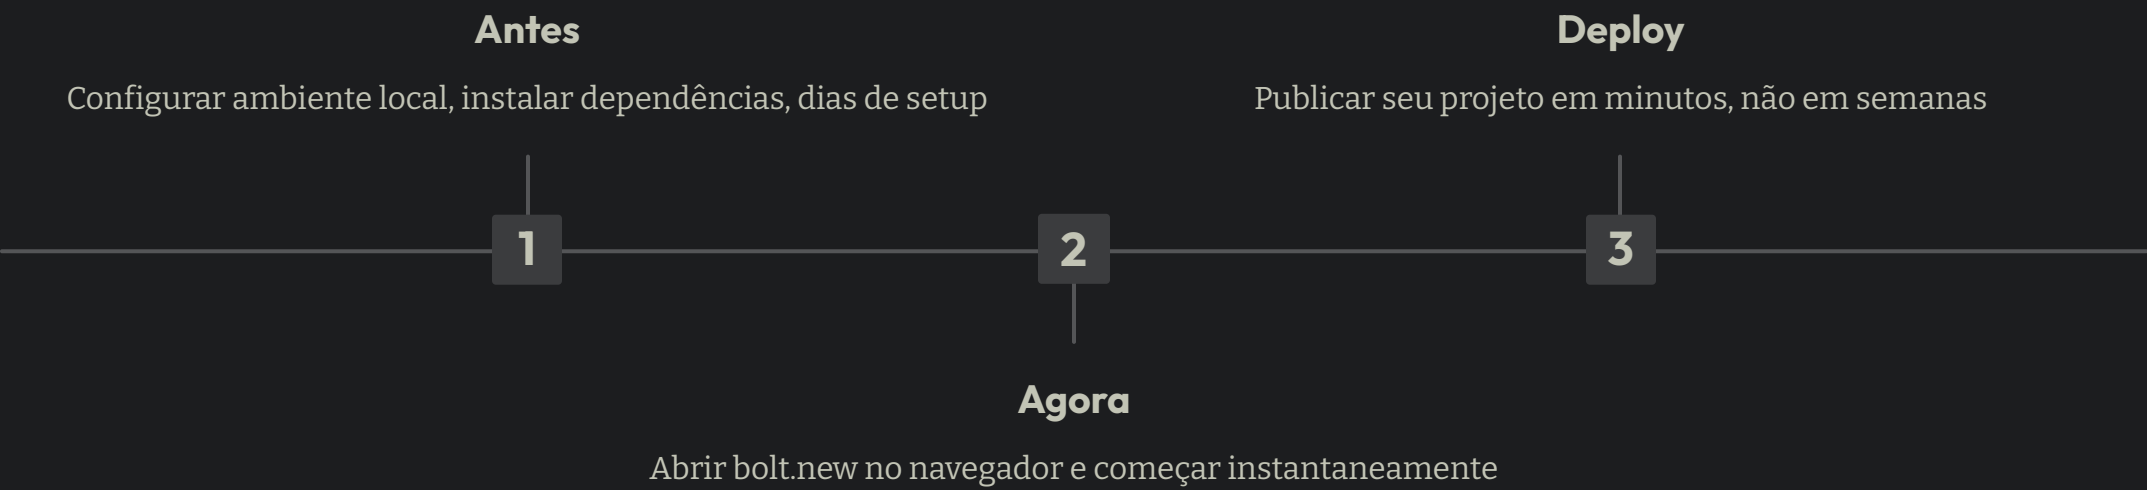 Antes
Configurar ambiente local, instalar dependências, dias de setup
1
2
Agora
Abrir bolt.new no navegador e começar instantaneamente
Deploy
Publicar seu projeto em minutos, não em semanas
3